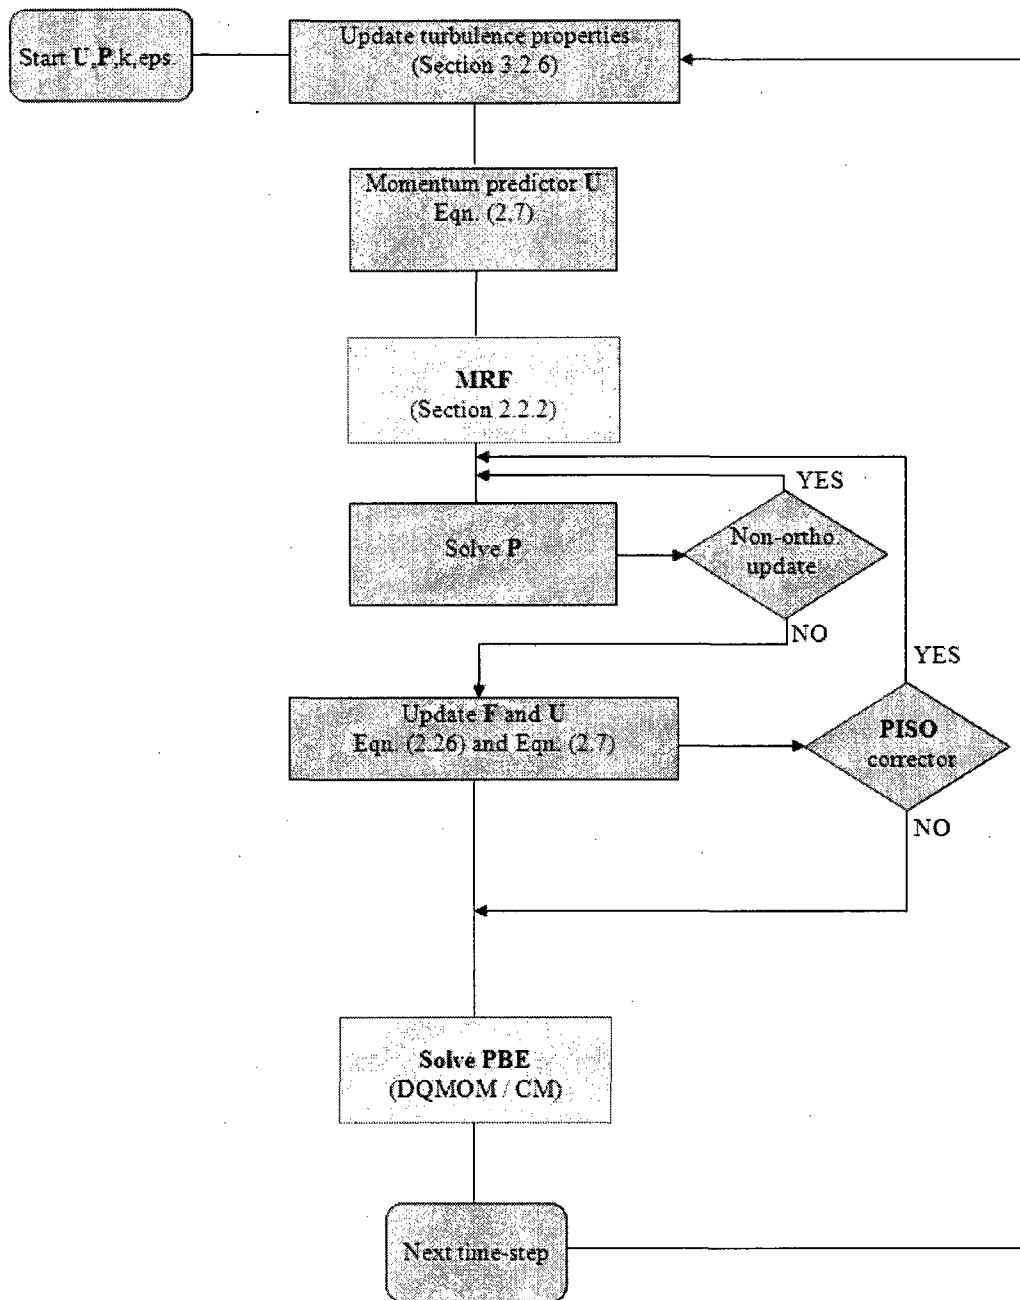 Start U,P,k,eps.
Update turbulence properties
(Section 3.2.6)
Momentum predictor U
Eqn. (2.7)
MRF
(Section 2.2.2)
YES
Solve P
Non-ortho
update
NO
YES
Update F and U
Eqn. (2.26) and Eqn. (2.7)
PISO
corrector
NO
Solve PBE
(DQMOM / CM)
Next time-step